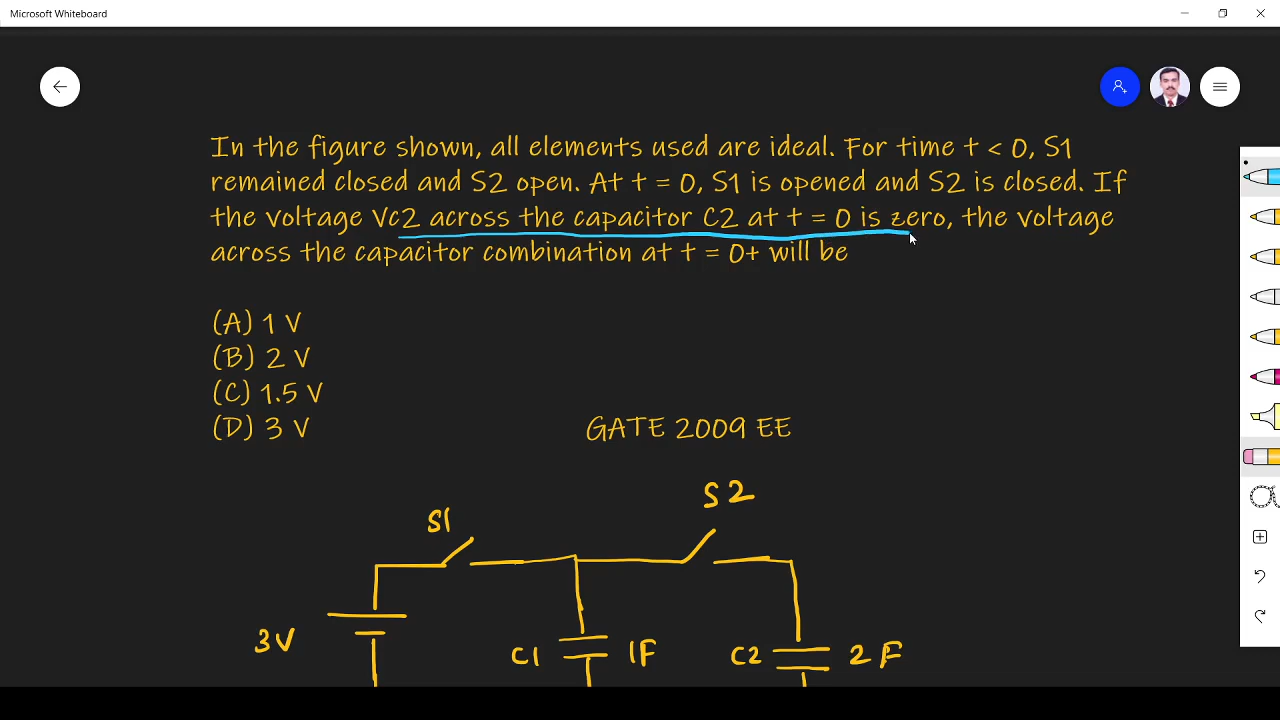 Microsoft Whiteboard
In the figure shown, all elements used are ideal. For time t < 0, S1
remained closed and S2 open. At t = 0, S1 is opened and S2 is closed. If
the voltage Vc2 across the capacitor C2 at t = 0 is zero, the voltage
across the capacitor combination at t = 0+ will be
(A) 1 V
(B) 2 V
(C) 1.5 V
(D) 3 V
GATE 2009 EE
S2
S1
3V
C1
1F
C2
2 F